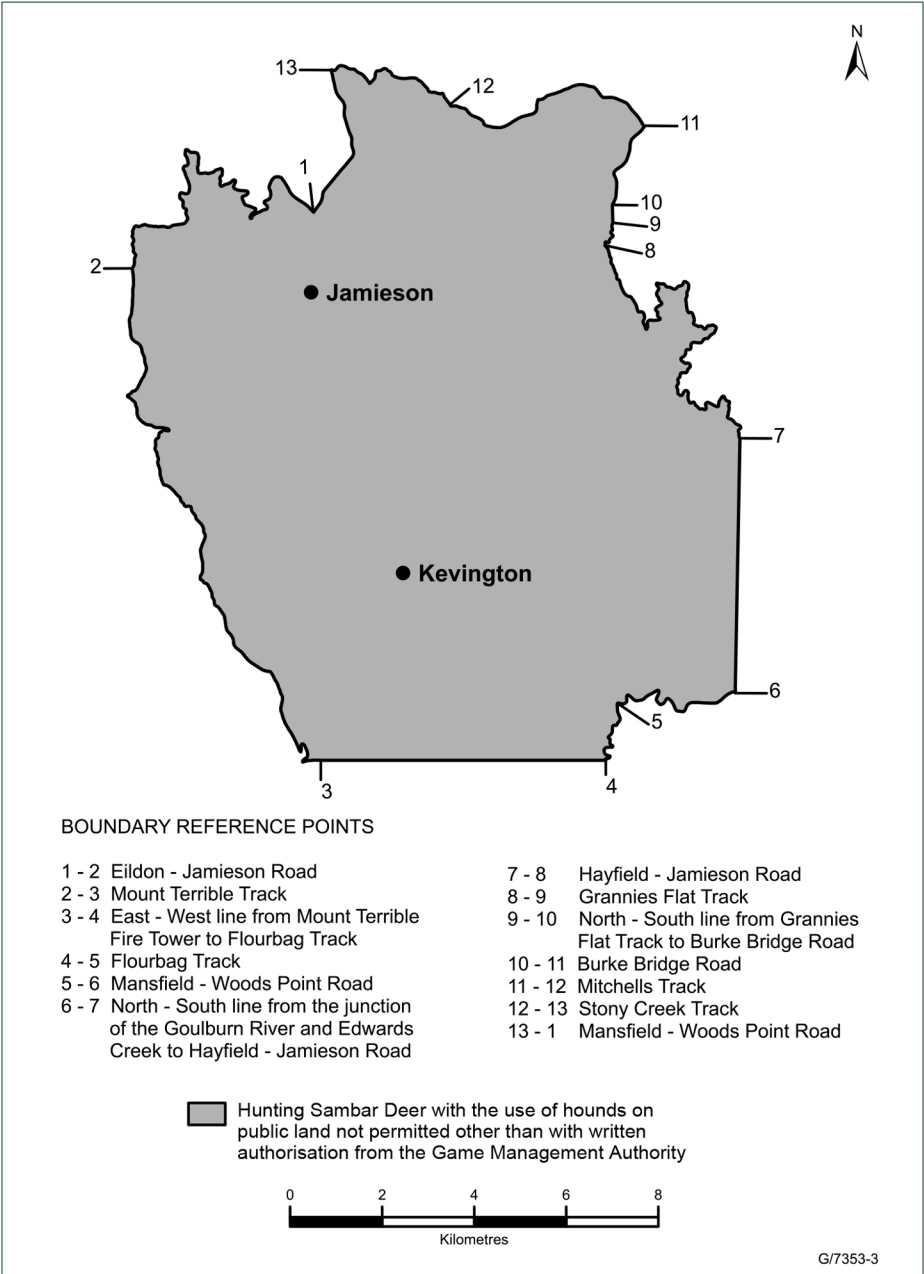 N
13
12
11
1
10
9
8
2
Jamieson
7
Kevington
6
5
3
4
BOUNDARY REFERENCE POINTS
1 - 2 Eildon - Jamieson Road
2 - 3 Mount Terrible Track
3 - 4 East - West line from Mount Terrible
Fire Tower to Flourbag Track
4 - 5 Flourbag Track
5 - 6 Mansfield - Woods Point Road
6 - 7 North - South line from the junction
of the Goulburn River and Edwards
Creek to Hayfield - Jamieson Road
7 - 8 Hayfield - Jamieson Road
8 - 9 Grannies Flat Track
9 - 10 North - South line from Grannies
Flat Track to Burke Bridge Road
10 - 11 Burke Bridge Road
11 - 12 Mitchells Track
12 - 13 Stony Creek Track
13 - 1 Mansfield - Woods Point Road
Hunting Sambar Deer with the use of hounds on
public land not permitted other than with written
authorisation from the Game Management Authority
0 2 4 6 8
Kilometres
G/7353-3